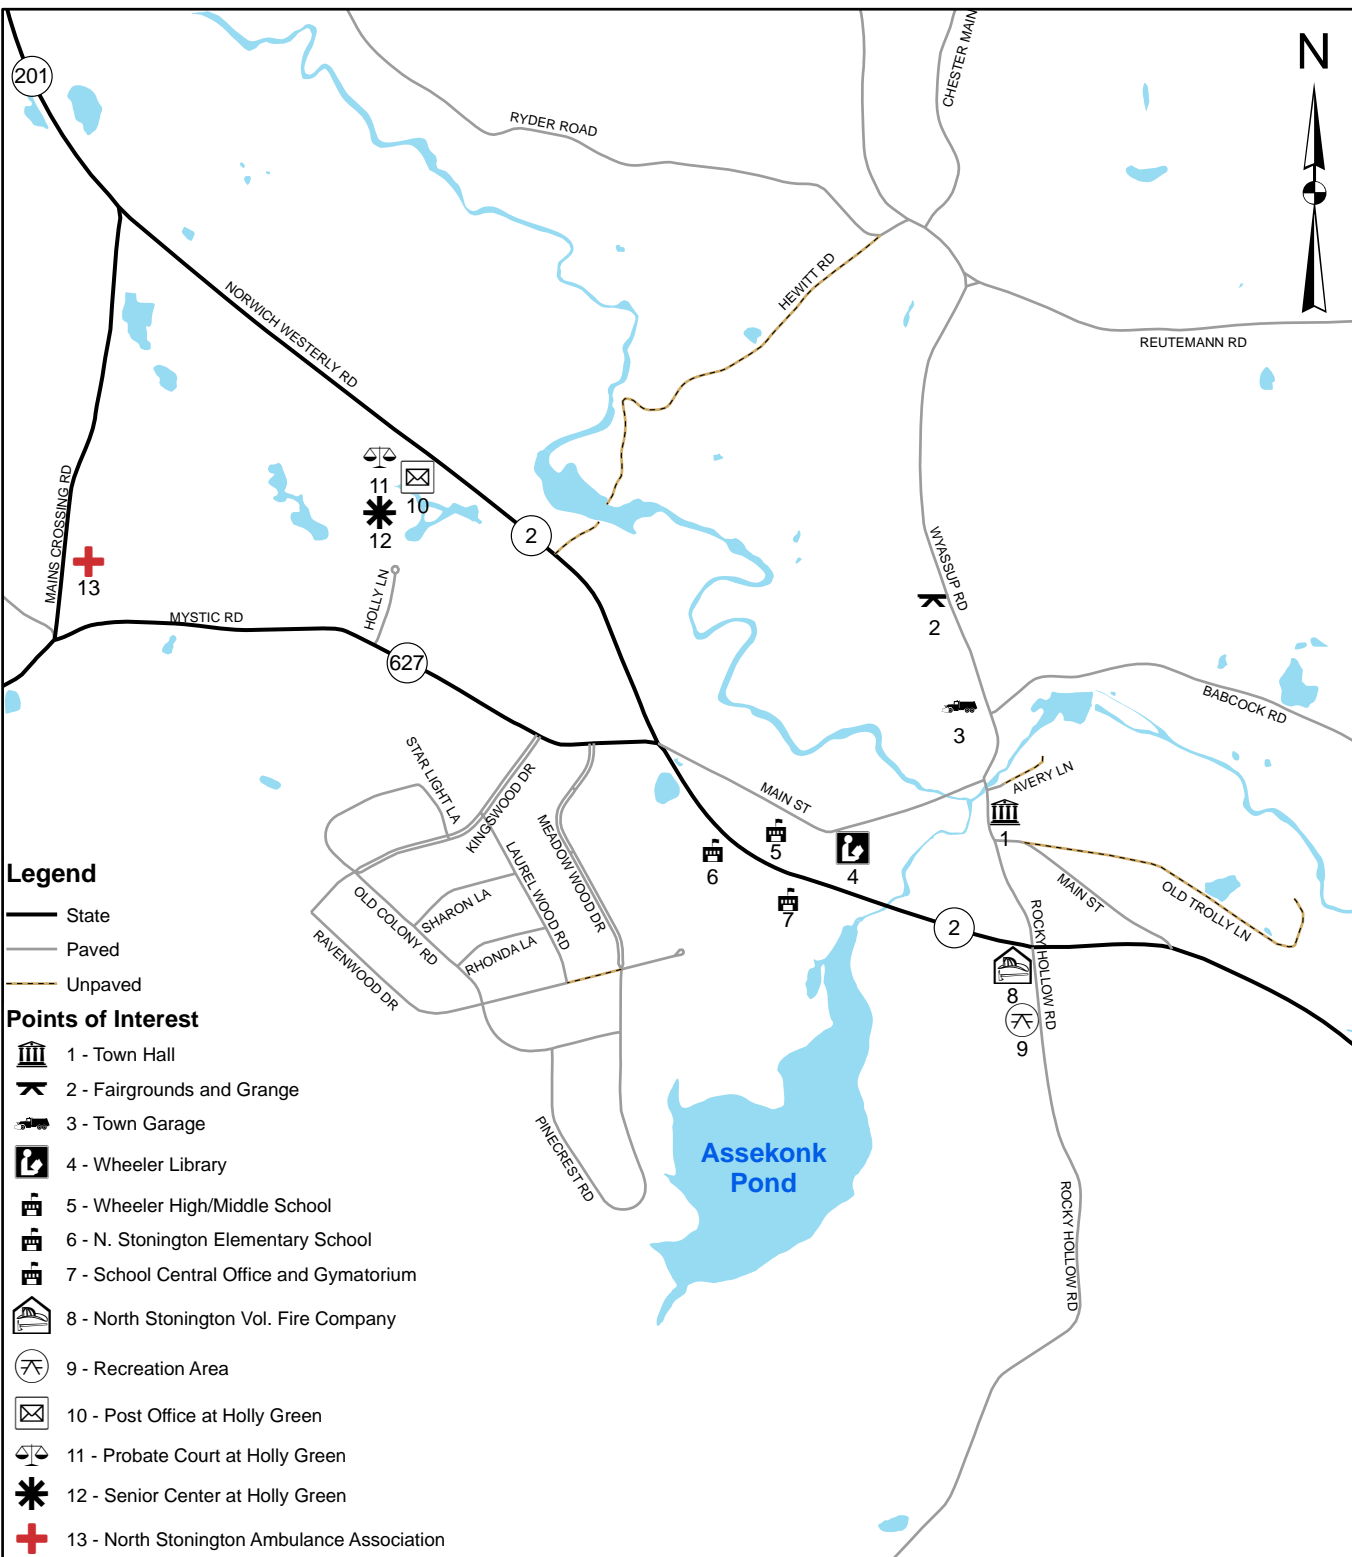 CHESTER MAIN
N
201
RYDER ROAD
HEWITT RD
NORWICH WESTERLY RD
REUTEMANN RD
MAINS CROSSING RD
11
10
12
2
13
WYASSUP RD
HOLLY LN
MYSTIC RD
2
627
BABCOCK RD
3
STAR LIGHT LA
KINGSWOOD DR
MEADOW WOOD DR
MAIN ST
AVERY LN
1
5
4
6
7
LAUREL WOOD RD
OLD COLONY RD
SHARON LA
RHONDA LA
RAVENWOOD DR
MAIN ST
OLD TROLLY LN
2
ROCKY HOLLOW RD
8
9
PINECREST RD
Assekonk
Pond
ROCKY HOLLOW RD
Legend
State
Paved
Unpaved
Points of Interest
1 - Town Hall
2 - Fairgrounds and Grange
3 - Town Garage
4 - Wheeler Library
5 - Wheeler High/Middle School
6 - N. Stonington Elementary School
7 - School Central Office and Gymatorium
8 - North Stonington Vol. Fire Company
9 - Recreation Area
10 - Post Office at Holly Green
11 - Probate Court at Holly Green
12 - Senior Center at Holly Green
13 - North Stonington Ambulance Association